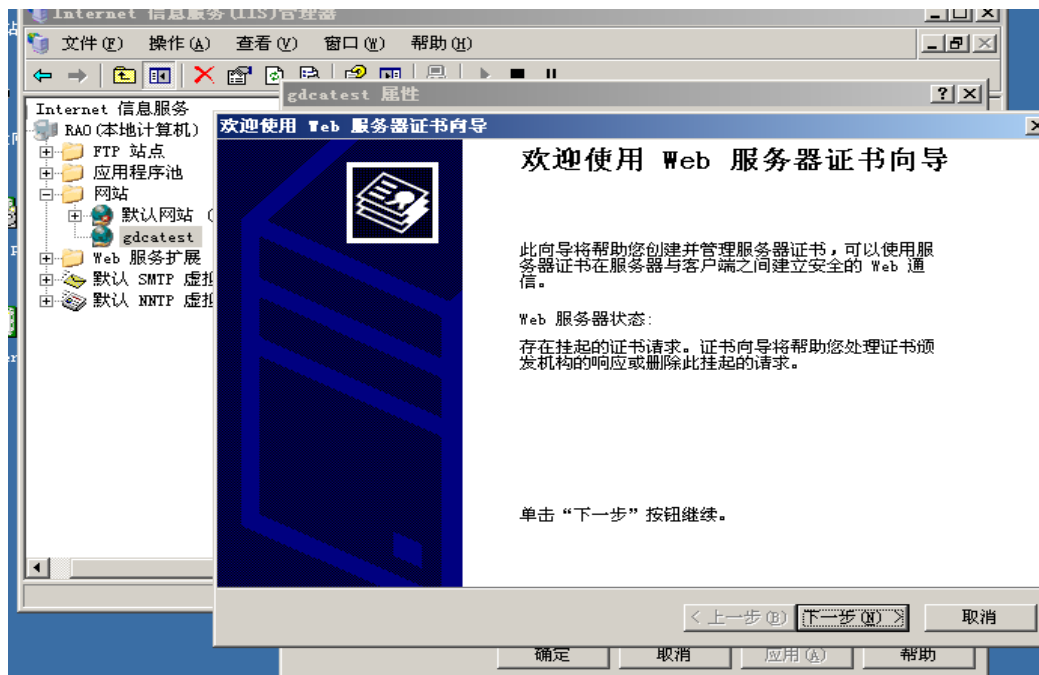 Internet 信息服务(IIS)管理器
文件(F) 操作(A) 查看(V) 窗口(W) 帮助(H)
gdcatest 属性
Internet 信息服务
RAO(本地计算机)
FTP 站点
应用程序池
网站
默认网站 (
gdcatest
Web 服务扩展
默认 SMTP 虚拟
默认 NNTP 虚拟
欢迎使用 Web 服务器证书向导
欢迎使用 Web 服务器证书向导
此向导将帮助您创建并管理服务器证书，可以使用服
务器证书在服务器与客户端之间建立安全的 Web 通
信。
Web 服务器状态:
存在挂起的证书请求。证书向导将帮助您处理证书颁
发机构的响应或删除此挂起的请求。
单击“下一步”按钮继续。
< 上一步(B) 下一步(N) > 取消
确定 取消 应用(A) 帮助